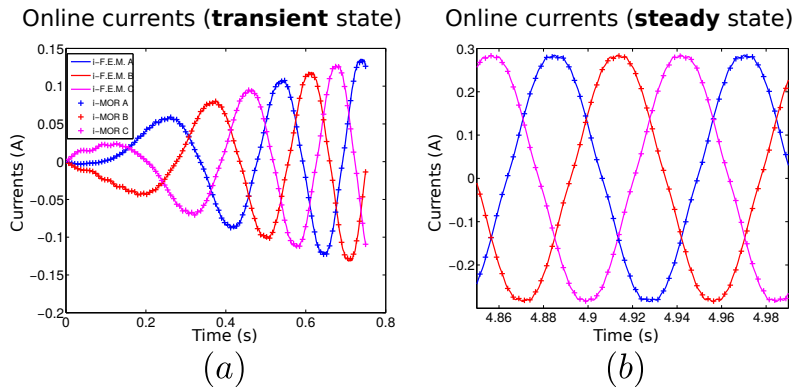 Online currents (transient state)
Online currents (steady state)
0.15
0.1
0.05
0
−0.05
−0.1
−0.15
−0.2
Currents (A)
i−F.E.M. A
i−F.E.M. B
i−F.E.M. C
i−MOR A
i−MOR B
i−MOR C
0 0.2 0.4 0.6 0.8
Time (s)
(a)
0.3
0.2
0.1
0
−0.1
−0.2
Currents (A)
4.86 4.88 4.9 4.92 4.94 4.96 4.98
Time (s)
(b)